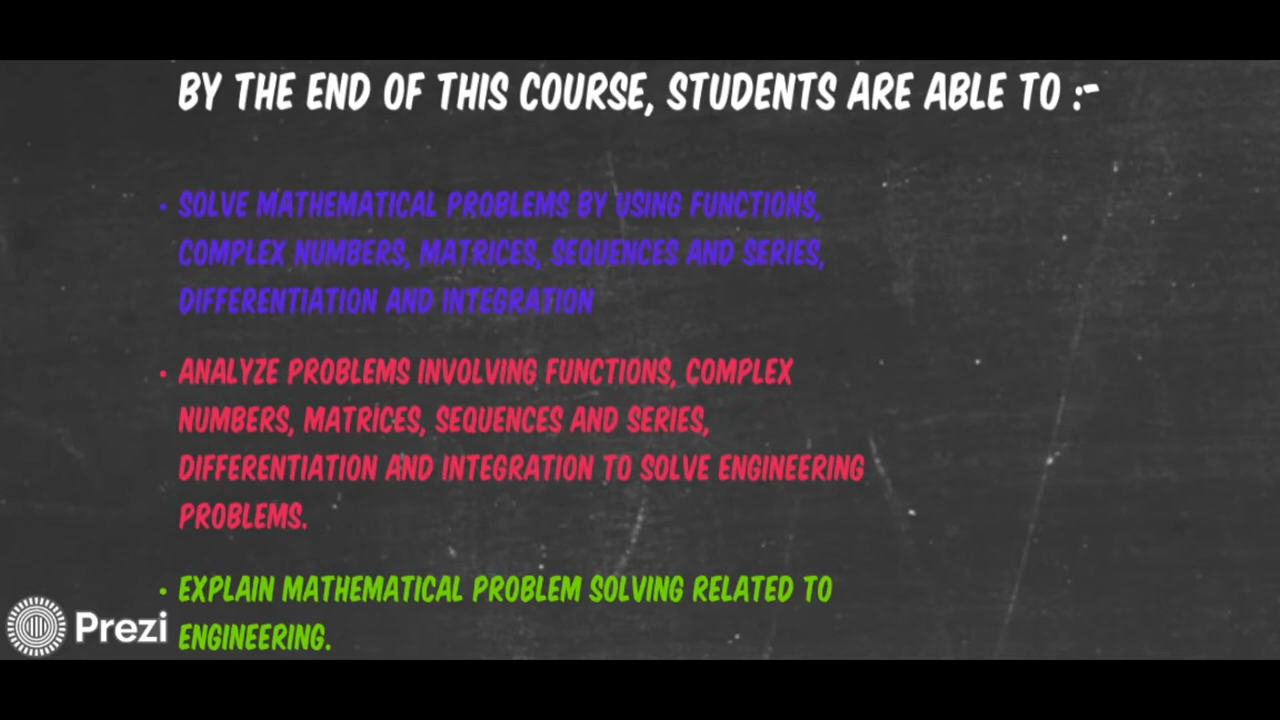 BY THE END OF THIS COURSE, STUDENTS ARE ABLE TO :-
• SOLVE MATHEMATICAL PROBLEMS BY USING FUNCTIONS,
COMPLEX NUMBERS, MATRICES, SEQUENCES AND SERIES,
DIFFERENTIATION AND INTEGRATION
• ANALYZE PROBLEMS INVOLVING FUNCTIONS, COMPLEX
NUMBERS, MATRICES, SEQUENCES AND SERIES,
DIFFERENTIATION AND INTEGRATION TO SOLVE ENGINEERING
PROBLEMS.
• EXPLAIN MATHEMATICAL PROBLEM SOLVING RELATED TO
ENGINEERING.
Prezi